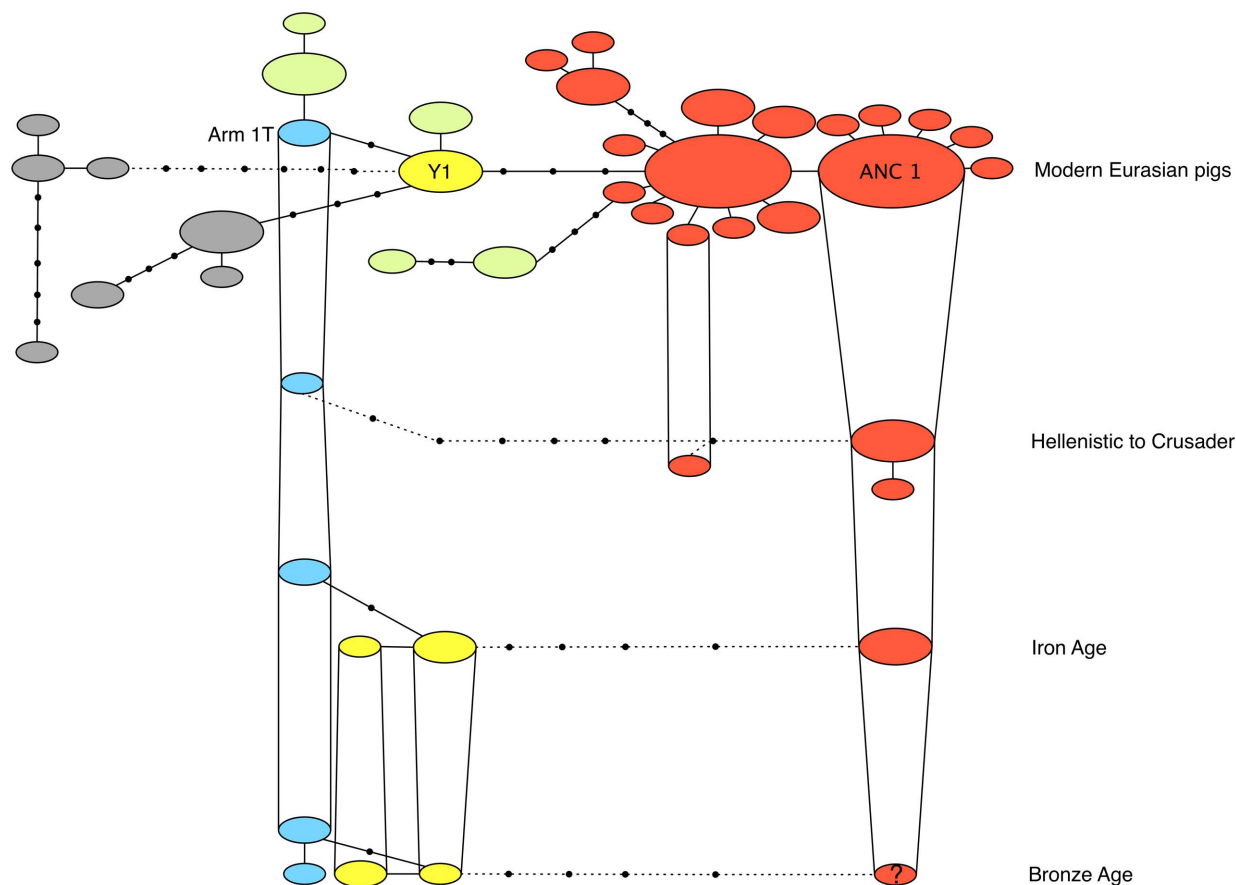 Arm 1T
Y1
ANC 1
Modern Eurasian pigs
Hellenistic to Crusader
Iron Age
?
Bronze Age